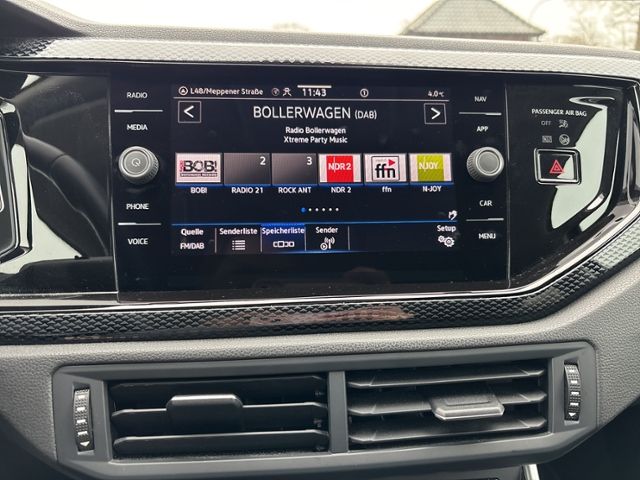 RADIO
MEDIA
PHONE
VOICE
L48/Meppener Straße 11:43 4.0°C
BOLLERWAGEN (DAB)
Radio Bollerwagen
Xtreme Party Music
BOB! 2 3 NDR 2 ffn N-JOY
BOB! RADIO 21 ROCK ANT NDR 2 ffn N-JOY
Quelle Senderliste Speicherliste Sender Setup
FM/DAB
NAV
APP
CAR
MENU
PASSENGER AIR BAG
OFF